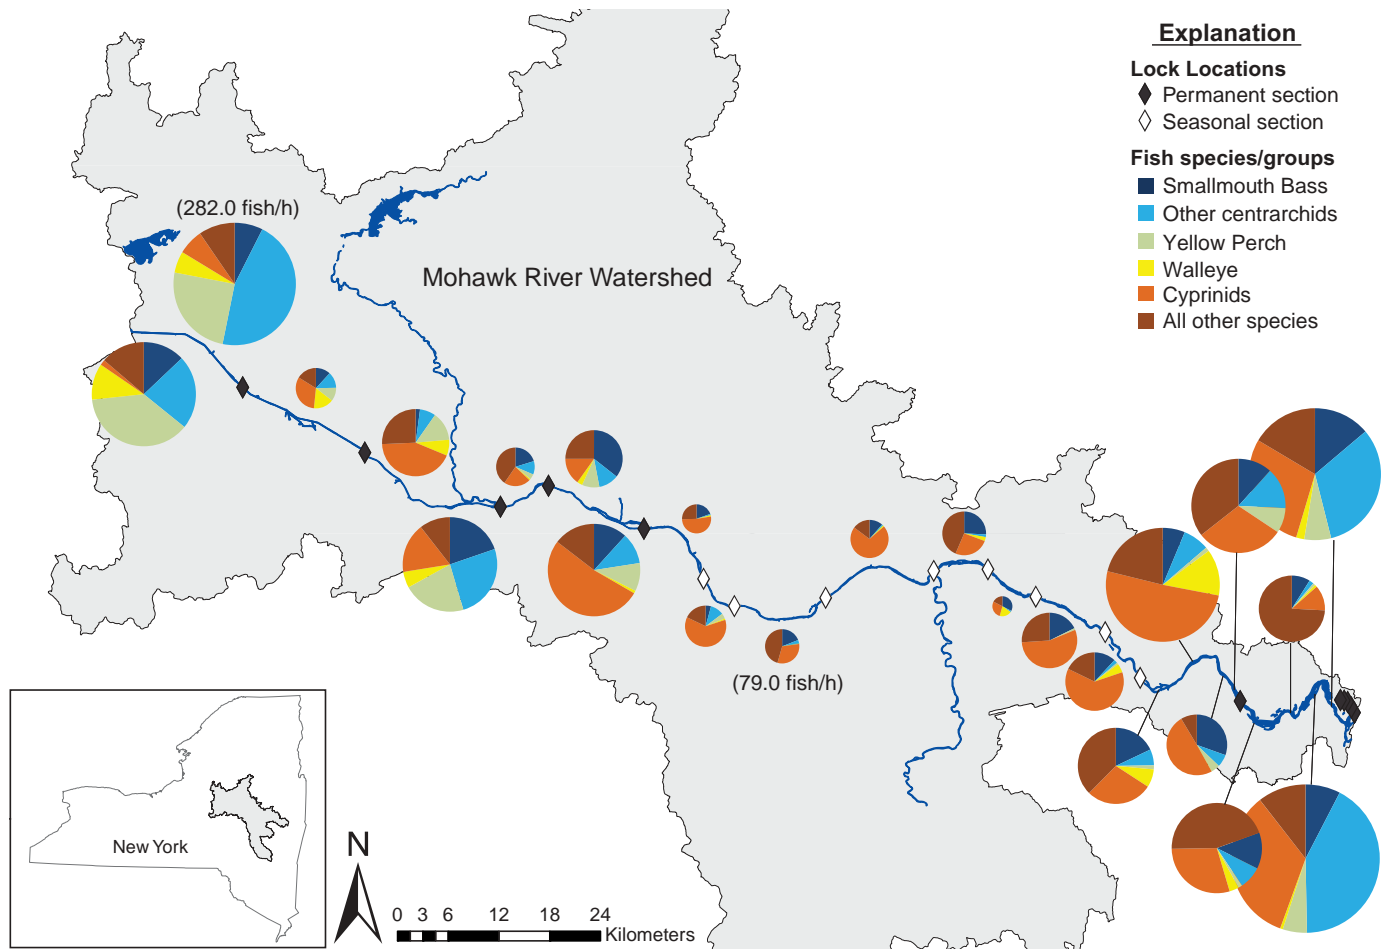 Explanation
Lock Locations
Permanent section
Seasonal section
Fish species/groups
Smallmouth Bass
Other centrarchids
Yellow Perch
Walleye
Cyprinids
All other species
(282.0 fish/h)
Mohawk River Watershed
(79.0 fish/h)
New York
N
0 3 6 12 18 24
Kilometers